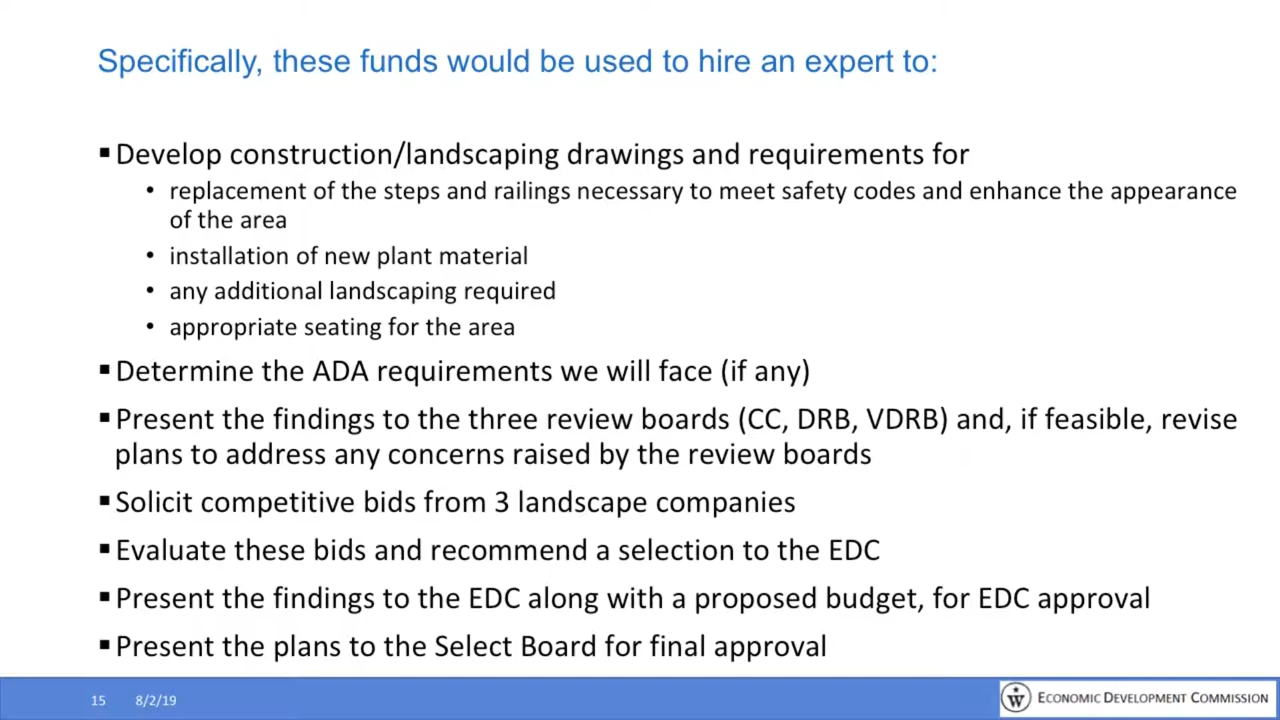 Specifically, these funds would be used to hire an expert to:
▪Develop construction/landscaping drawings and requirements for
• replacement of the steps and railings necessary to meet safety codes and enhance the appearance
of the area
• installation of new plant material
• any additional landscaping required
• appropriate seating for the area
▪Determine the ADA requirements we will face (if any)
▪Present the findings to the three review boards (CC, DRB, VDRB) and, if feasible, revise
plans to address any concerns raised by the review boards
▪Solicit competitive bids from 3 landscape companies
▪Evaluate these bids and recommend a selection to the EDC
▪Present the findings to the EDC along with a proposed budget, for EDC approval
▪Present the plans to the Select Board for final approval
15 8/2/19 W ECONOMIC DEVELOPMENT COMMISSION